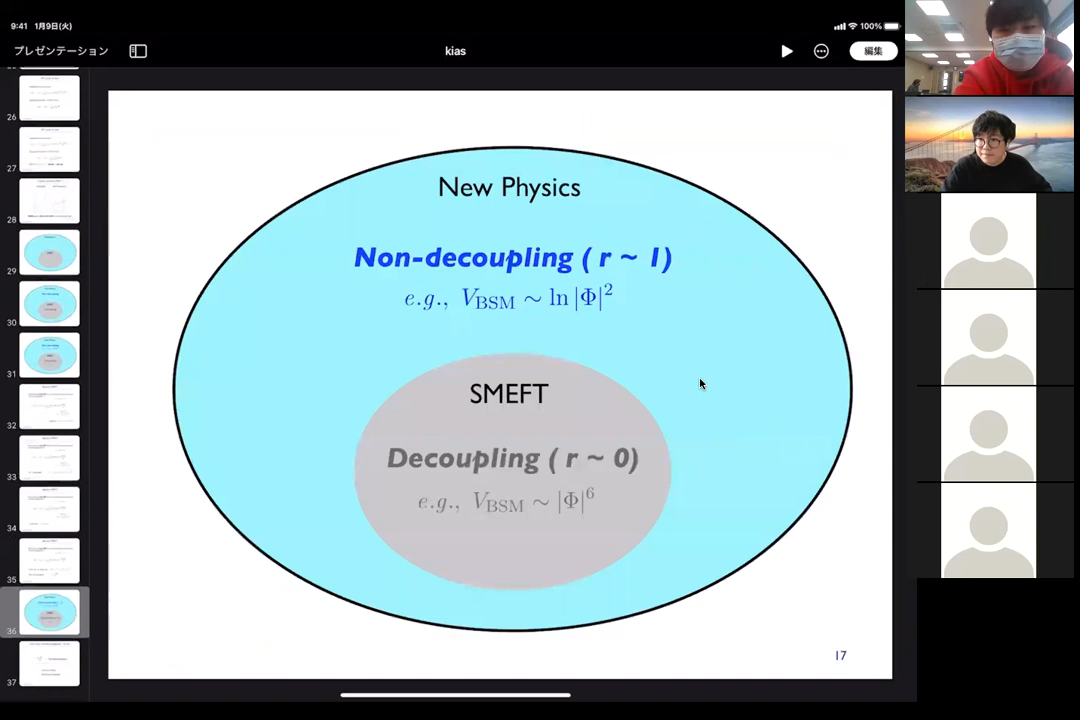 9:41 1月9日(火)
100%
プレゼンテーション
kias
編集
26
27
28
29
30
31
32
33
34
35
36
37
New Physics
Non-decoupling ( r ~ 1)
e.g., V_BSM ∼ ln |Φ|²
SMEFT
Decoupling ( r ~ 0)
e.g., V_BSM ∼ |Φ|⁶
17